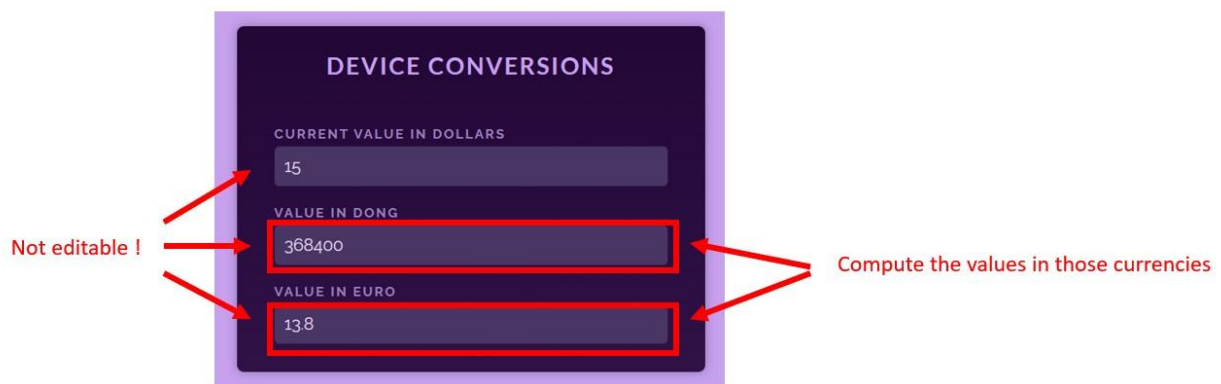 DEVICE CONVERSIONS
CURRENT VALUE IN DOLLARS
15
VALUE IN DONG
368400
Not editable !
Compute the values in those currencies
VALUE IN EURO
13.8